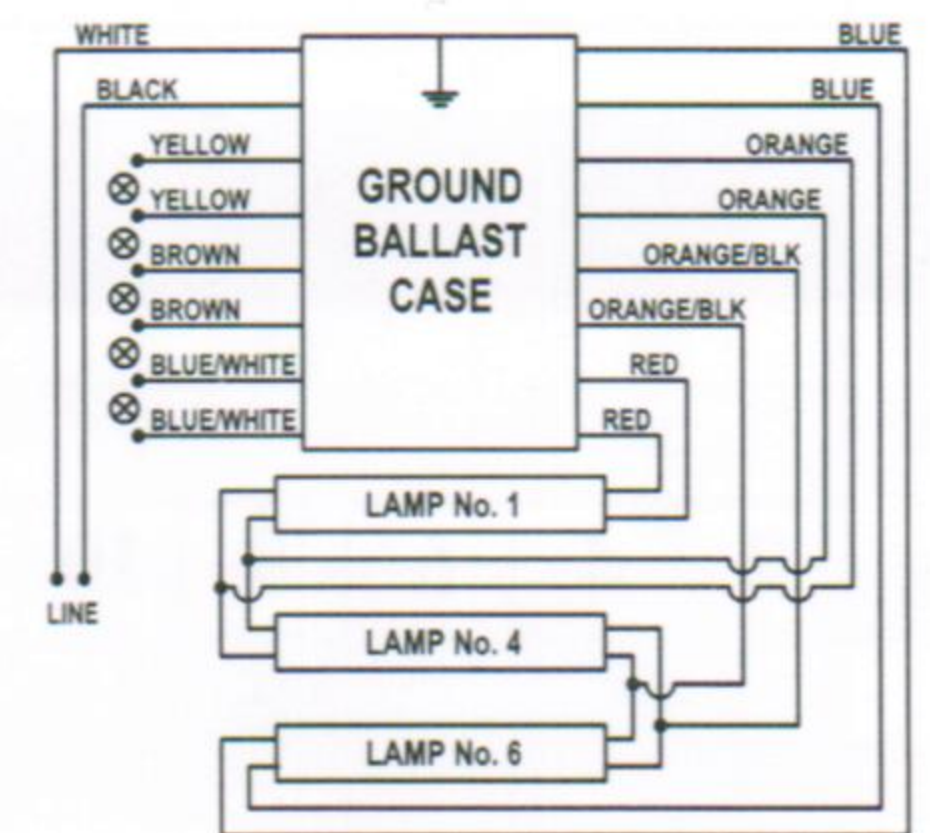 WHITE
BLACK
YELLOW
YELLOW
BROWN
BROWN
BLUE/WHITE
BLUE/WHITE
LINE
GROUND
BALLAST
CASE
BLUE
BLUE
ORANGE
ORANGE
ORANGE/BLK
ORANGE/BLK
RED
RED
LAMP No. 1
LAMP No. 4
LAMP No. 6